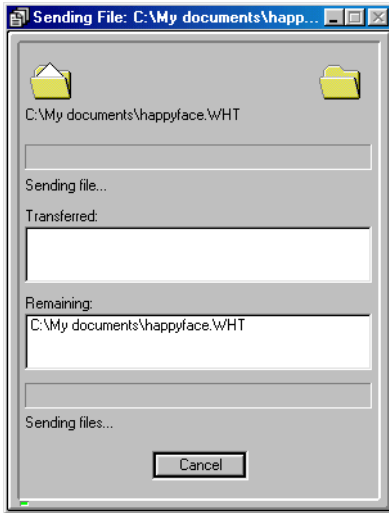 Sending File: C:\My documents\happ...
C:\My documents\happyface.WHT
Sending file...
Transferred:
Remaining:
C:\My documents\happyface.WHT
Sending files...
Cancel